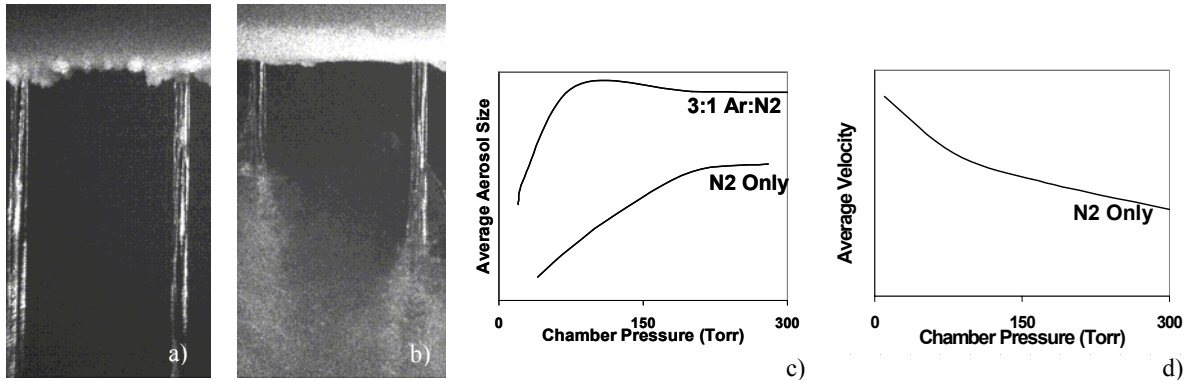 a)
b)
Average Aerosol Size
3:1 Ar:N2
N2 Only
0
150
300
Chamber Pressure (Torr)
c)
Average Velocity
N2 Only
0
150
300
Chamber Pressure (Torr)
d)